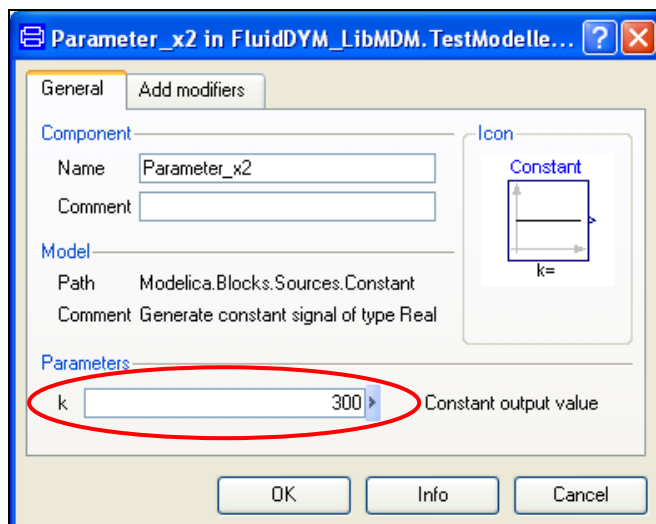 Parameter_x2 in FluidDYM_LibMDM.TestModelle...
General Add modifiers
Component
Name Parameter_x2
Comment
Icon
Constant
k=
Model
Path Modelica.Blocks.Sources.Constant
Comment Generate constant signal of type Real
Parameters
k 300 Constant output value
OK Info Cancel